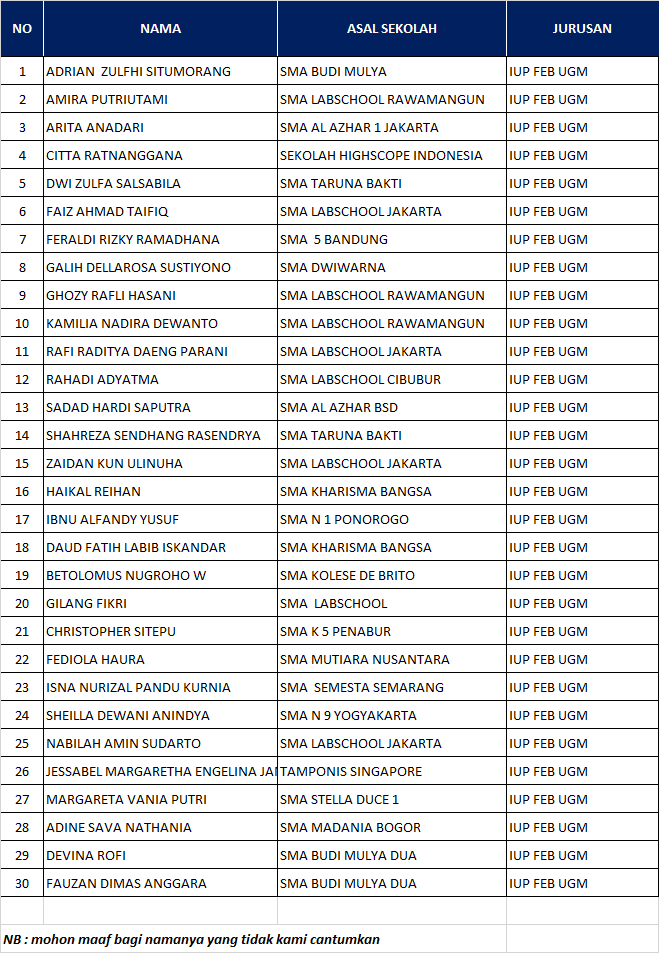 NO NAMA ASAL SEKOLAH JURUSAN
1 ADRIAN  ZULFHI SITUMORANG SMA BUDI MULYA IUP FEB UGM
2 AMIRA PUTRIUTAMI SMA LABSCHOOL RAWAMANGUN IUP FEB UGM
3 ARITA ANADARI SMA AL AZHAR 1 JAKARTA IUP FEB UGM
4 CITTA RATNANGGANA SEKOLAH HIGHSCOPE INDONESIA IUP FEB UGM
5 DWI ZULFA SALSABILA SMA TARUNA BAKTI IUP FEB UGM
6 FAIZ AHMAD TAIFIQ SMA LABSCHOOL JAKARTA IUP FEB UGM
7 FERALDI RIZKY RAMADHANA SMA  5 BANDUNG IUP FEB UGM
8 GALIH DELLAROSA SUSTIYONO SMA DWIWARNA IUP FEB UGM
9 GHOZY RAFLI HASANI SMA LABSCHOOL RAWAMANGUN IUP FEB UGM
10 KAMILIA NADIRA DEWANTO SMA LABSCHOOL RAWAMANGUN IUP FEB UGM
11 RAFI RADITYA DAENG PARANI SMA LABSCHOOL JAKARTA IUP FEB UGM
12 RAHADI ADYATMA SMA LABSCHOOL CIBUBUR IUP FEB UGM
13 SADAD HARDI SAPUTRA SMA AL AZHAR BSD IUP FEB UGM
14 SHAHREZA SENDHANG RASENDRYA SMA TARUNA BAKTI IUP FEB UGM
15 ZAIDAN KUN ULINUHA SMA LABSCHOOL JAKARTA IUP FEB UGM
16 HAIKAL REIHAN SMA KHARISMA BANGSA IUP FEB UGM
17 IBNU ALFANDY YUSUF SMA N 1 PONOROGO IUP FEB UGM
18 DAUD FATIH LABIB ISKANDAR SMA KHARISMA BANGSA IUP FEB UGM
19 BETOLOMUS NUGROHO W SMA KOLESE DE BRITO IUP FEB UGM
20 GILANG FIKRI SMA  LABSCHOOL IUP FEB UGM
21 CHRISTOPHER SITEPU SMA K 5 PENABUR IUP FEB UGM
22 FEDIOLA HAURA SMA MUTIARA NUSANTARA IUP FEB UGM
23 ISNA NURIZAL PANDU KURNIA SMA  SEMESTA SEMARANG IUP FEB UGM
24 SHEILLA DEWANI ANINDYA SMA N 9 YOGYAKARTA IUP FEB UGM
25 NABILAH AMIN SUDARTO SMA LABSCHOOL JAKARTA IUP FEB UGM
26 JESSABEL MARGARETHA ENGELINA TAMPONIS SINGAPORE IUP FEB UGM
27 MARGARETA VANIA PUTRI SMA STELLA DUCE 1 IUP FEB UGM
28 ADINE SAVA NATHANIA SMA MADANIA BOGOR IUP FEB UGM
29 DEVINA ROFI SMA BUDI MULYA DUA IUP FEB UGM
30 FAUZAN DIMAS ANGGARA SMA BUDI MULYA DUA IUP FEB UGM
NB : mohon maaf bagi namanya yang tidak kami cantumkan